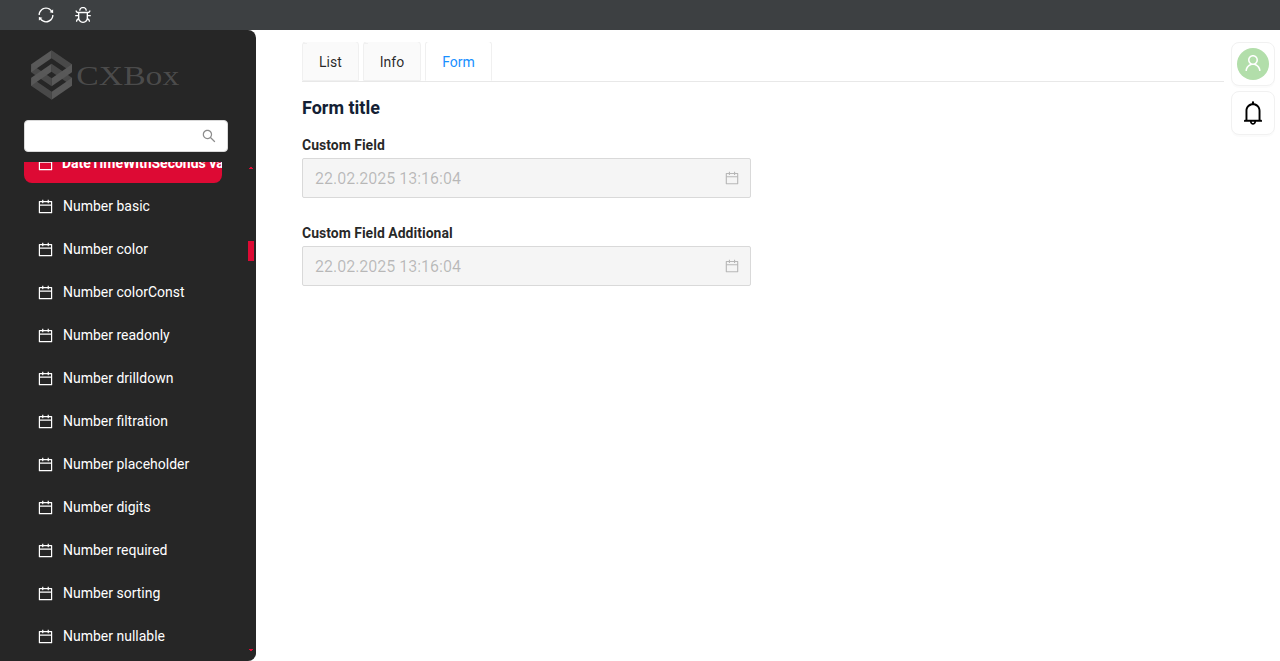 CXBox
List
Info
Form
Form title
Custom Field
22.02.2025 13:16:04
Custom Field Additional
22.02.2025 13:16:04
DateTimeWithSeconds va
Number basic
Number color
Number colorConst
Number readonly
Number drilldown
Number filtration
Number placeholder
Number digits
Number required
Number sorting
Number nullable